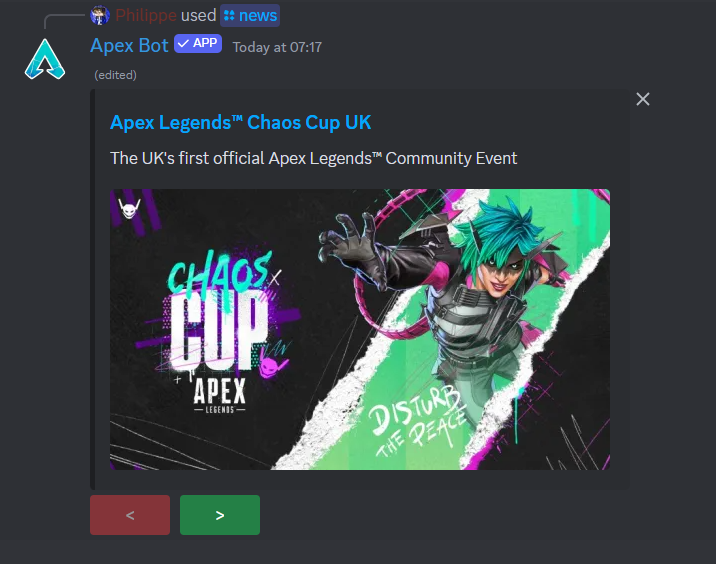 Philippe used news
Apex Bot ✓ APP Today at 07:17
(edited)
Apex Legends™ Chaos Cup UK
The UK's first official Apex Legends™ Community Event
CHAOS
CUP
APEX
LEGENDS
DISTURB
THE PEACE
< >